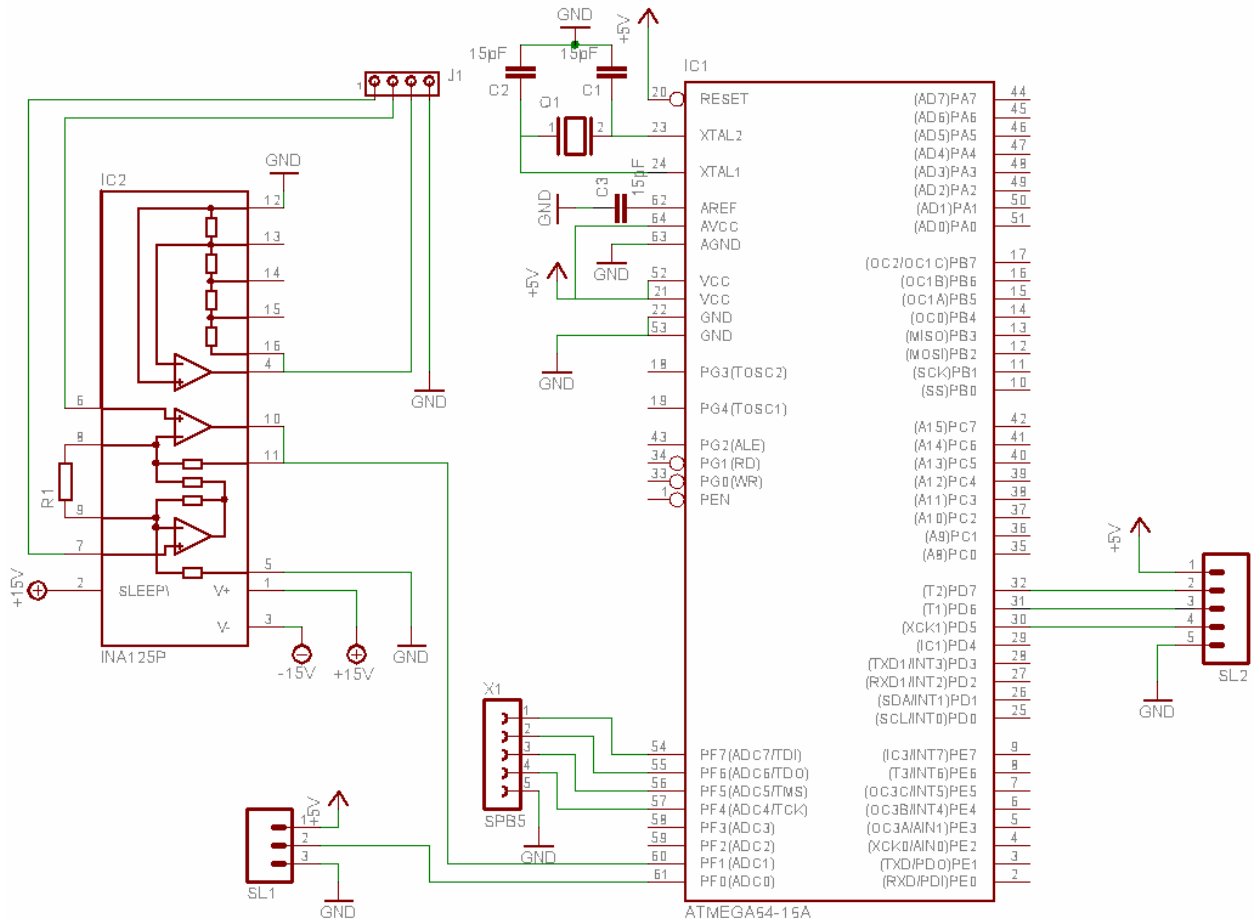 GND
+5V
15pF 15pF
C2 C1
IC1
J1
1
Q1
1 2
20 RESET
23 XTAL2
24 XTAL1
C3
15pF
GND
62 AREF
64 AVCC
63 AGND
GND
+5V
52 VCC
21 VCC
22 GND
53 GND
GND
18 PG3(TOSC2)
19 PG4(TOSC1)
43 PG2(ALE)
34 PG1(RD)
33 PG0(WR)
1 PEN
54 PF7(ADC7/TDI)
55 PF6(ADC6/TDO)
56 PF5(ADC5/TMS)
57 PF4(ADC4/TCK)
58 PF3(ADC3)
59 PF2(ADC2)
60 PF1(ADC1)
61 PF0(ADC0)
(AD7)PA7 44
(AD6)PA6 45
(AD5)PA5 46
(AD4)PA4 47
(AD3)PA3 48
(AD2)PA2 49
(AD1)PA1 50
(AD0)PA0 51
(OC2/OC1C)PB7 17
(OC1B)PB6 16
(OC1A)PB5 15
(OC0)PB4 14
(MISO)PB3 13
(MOSI)PB2 12
(SCK)PB1 11
(SS)PB0 10
(A15)PC7 42
(A14)PC6 41
(A13)PC5 40
(A12)PC4 39
(A11)PC3 38
(A10)PC2 37
(A9)PC1 36
(A8)PC0 35
(T2)PD7 32
(T1)PD6 31
(XCK1)PD5 30
(IC1)PD4 29
(TXD1/INT3)PD3 28
(RXD1/INT2)PD2 27
(SDA/INT1)PD1 26
(SCL/INT0)PD0 25
(IC3/INT7)PE7 9
(T3/INT6)PE6 8
(OC3C/INT5)PE5 7
(OC3B/INT4)PE4 6
(OC3A/AIN1)PE3 5
(XCK0/AIN0)PE2 4
(TXD/PDO)PE1 3
(RXD/PDI)PE0 2
ATMEGA64-16A
IC2
GND
12
13
14
15
16
4
GND
6
10
8
11
R1
9
7
5
+15V
2 SLEEP\ V+ 1
V- 3
GND
INA125P
-15V +15V
X1
1
2
3
4
5
SPB5
GND
+5V
1
2
3
SL1
GND
+5V
1
2
3
4
5
SL2
GND